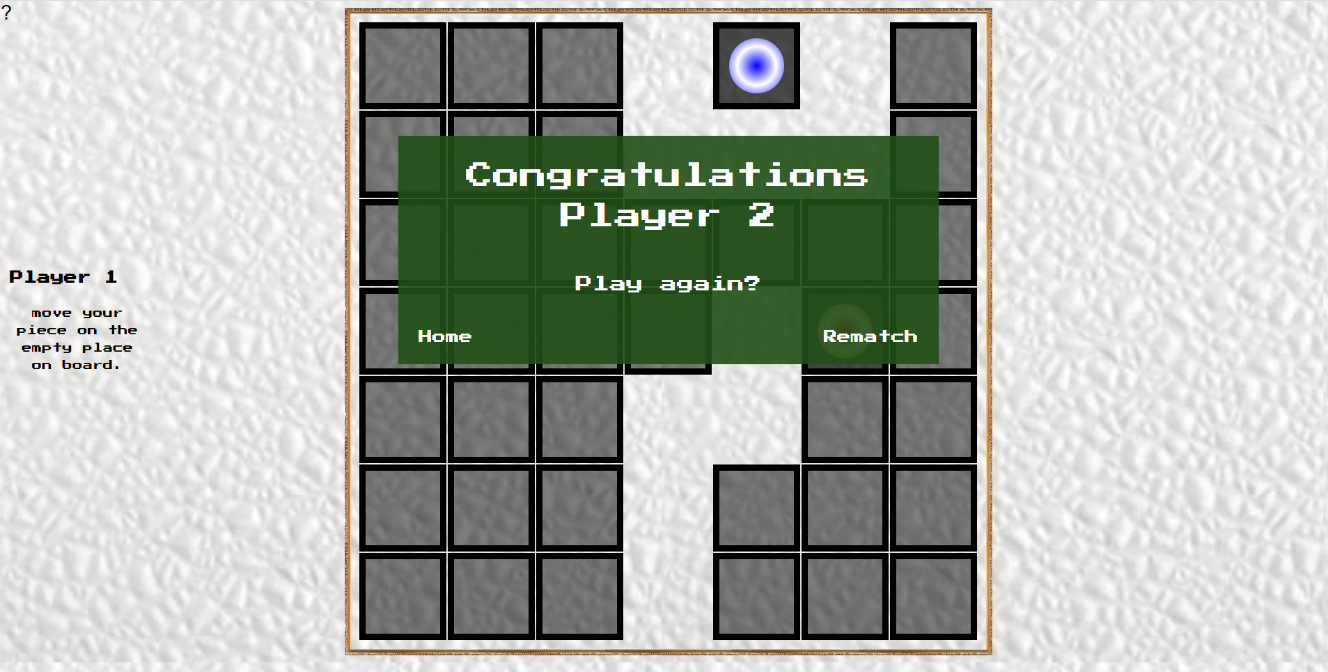 ?
Congratulations
Player 2
Play again?
Home
Rematch
Player 1
move your
piece on the
empty place
on board.